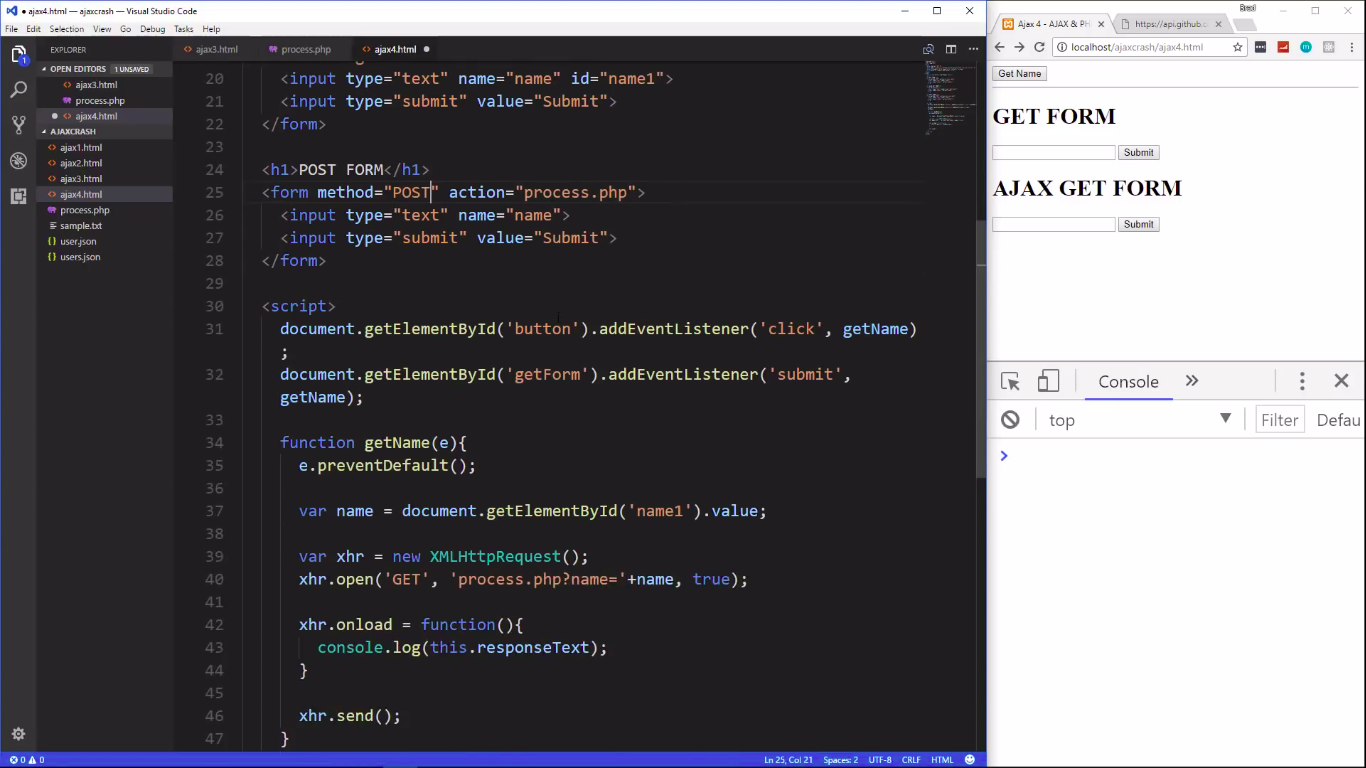 ajax4.html — ajaxcrash — Visual Studio Code
File Edit Selection View Go Debug Tasks Help
EXPLORER
OPEN EDITORS 1 UNSAVED
ajax3.html
process.php
ajax4.html
AJAXCRASH
ajax1.html
ajax2.html
ajax3.html
ajax4.html
process.php
sample.txt
user.json
users.json
1
ajax3.html process.php ajax4.html
20 <input type="text" name="name" id="name1">
21 <input type="submit" value="Submit">
22 </form>
23
24 <h1>POST FORM</h1>
25 <form method="POST" action="process.php">
26 <input type="text" name="name">
27 <input type="submit" value="Submit">
28 </form>
29
30 <script>
31 document.getElementById('button').addEventListener('click', getName)
;
32 document.getElementById('getForm').addEventListener('submit',
getName);
33
34 function getName(e){
35 e.preventDefault();
36
37 var name = document.getElementById('name1').value;
38
39 var xhr = new XMLHttpRequest();
40 xhr.open('GET', 'process.php?name='+name, true);
41
42 xhr.onload = function(){
43 console.log(this.responseText);
44 }
45
46 xhr.send();
47 }
0 0 Ln 25, Col 21 Spaces: 2 UTF-8 CRLF HTML
Brad
Ajax 4 - AJAX & PH https://api.github.c
localhost/ajaxcrash/ajax4.html
Get Name
GET FORM
Submit
AJAX GET FORM
Submit
Console
top Filter Defau